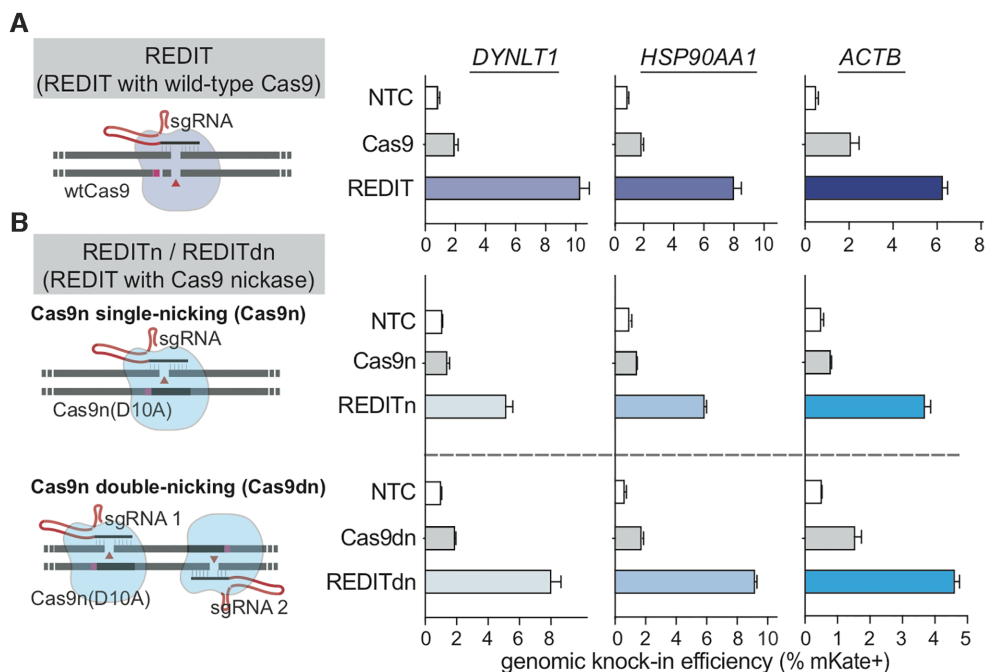 A
REDIT
(REDIT with wild-type Cas9)
sgRNA
wtCas9
DYNLT1
HSP90AA1
ACTB
NTC
Cas9
REDIT
0 2 4 6 8 10
0 2 4 6 8 10
0 2 4 6 8
B
REDITn / REDITdn
(REDIT with Cas9 nickase)
Cas9n single-nicking (Cas9n)
sgRNA
Cas9n(D10A)
NTC
Cas9n
REDITn
Cas9n double-nicking (Cas9dn)
sgRNA 1
Cas9n(D10A)
sgRNA 2
NTC
Cas9dn
REDITdn
0 2 4 6 8
0 2 4 6 8 10
0 1 2 3 4 5
genomic knock-in efficiency (% mKate+)